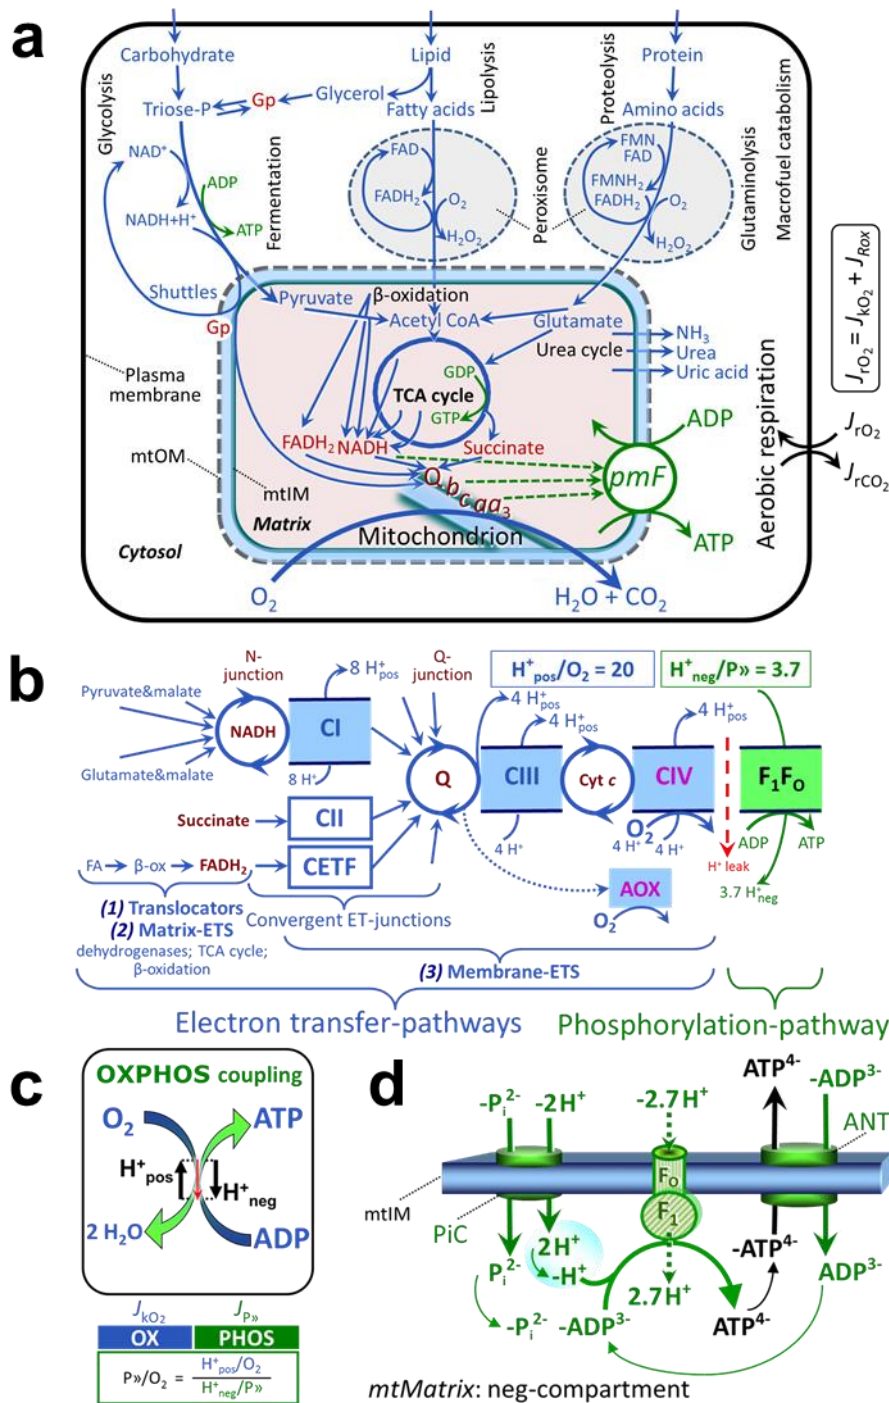 a
Carbohydrate
Lipid
Protein
Glycolysis
Lipolysis
Proteolysis
Macrofuel catabolism
Triose-P
Gp
Glycerol
Fatty acids
Amino acids
NAD⁺
ADP
NADH+H⁺
ATP
Fermentation
FAD
FADH₂
O₂
H₂O₂
Peroxisome
FMN
FAD
FMNH₂
FADH₂
O₂
H₂O₂
Glutaminolysis
Shuttles
Gp
Pyruvate
β-oxidation
Acetyl CoA
Glutamate
Urea cycle
NH₃
Urea
Uric acid
GDP
TCA cycle
GTP
Plasma
membrane
FADH₂
NADH
Succinate
Q
b
c
aa₃
pmF
ADP
ATP
mtOM
mtIM
Matrix
Mitochondrion
Cytosol
O₂
H₂O + CO₂
Aerobic respiration
JrO₂ = JkO₂ + JRox
JrO₂
JrCO₂
b
N-
junction
8 H⁺pos
Q-
junction
H⁺pos/O₂ = 20
H⁺neg/P» = 3.7
Pyruvate&malate
NADH
CI
Glutamate&malate
8 H⁺
4 H⁺pos
4 H⁺pos
4 H⁺pos
Q
CIII
Cyt c
CIV
F₁FO
Succinate
CII
4 H⁺
O₂
4 H⁺
4 H⁺
ADP
ATP
H⁺ leak
3.7 H⁺neg
FA
β-ox
FADH₂
CETF
AOX
O₂
(1) Translocators
(2) Matrix-ETS
dehydrogenases; TCA cycle;
β-oxidation
Convergent ET-junctions
(3) Membrane-ETS
Electron transfer-pathways
Phosphorylation-pathway
c
OXPHOS coupling
O₂
ATP
H⁺pos
H⁺neg
2 H₂O
ADP
JkO₂
JP»
OX
PHOS
P»/O₂ = H⁺pos/O₂
H⁺neg/P»
d
ATP⁴⁻
-ADP³⁻
-Pi²⁻
-2H⁺
-2.7H⁺
ANT
FO
F₁
mtIM
PiC
2H⁺
-H⁺
Pi²⁻
2.7H⁺
-ATP⁴⁻
ADP³⁻
-Pi²⁻
-ADP³⁻
ATP⁴⁻
mtMatrix: neg-compartment